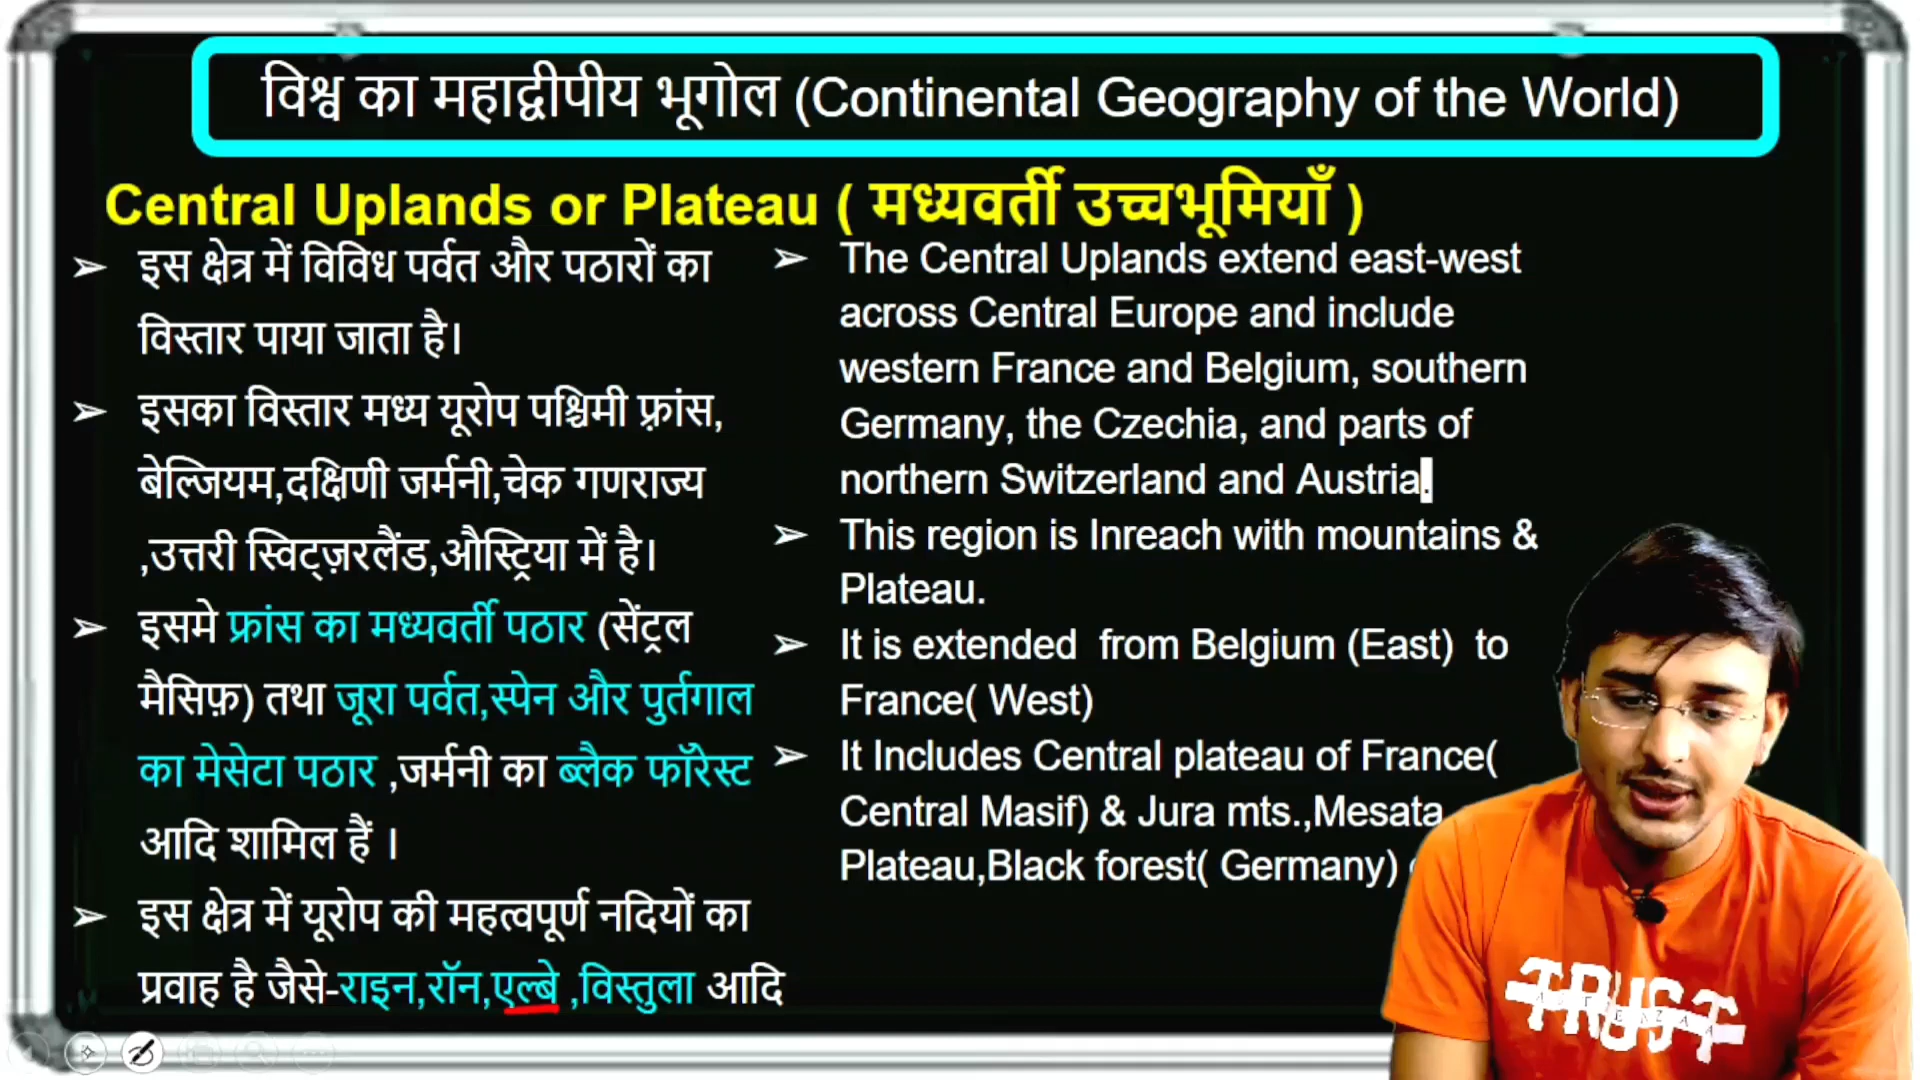 विश्व का महाद्वीपीय भूगोल (Continental Geography of the World)
Central Uplands or Plateau ( मध्यवर्ती उच्चभूमियाँ )
➢ इस क्षेत्र में विविध पर्वत और पठारों का
विस्तार पाया जाता है।
➢ इसका विस्तार मध्य यूरोप पश्चिमी फ़्रांस,
बेल्जियम,दक्षिणी जर्मनी,चेक गणराज्य
,उत्तरी स्विट्ज़रलैंड,औस्ट्रिया में है।
➢ इसमे फ्रांस का मध्यवर्ती पठार (सेंट्रल
मैसिफ़) तथा जूरा पर्वत,स्पेन और पुर्तगाल
का मेसेटा पठार ,जर्मनी का ब्लैक फॉरेस्ट
आदि शामिल हैं ।
➢ इस क्षेत्र में यूरोप की महत्वपूर्ण नदियों का
प्रवाह है जैसे-राइन,रॉन,एल्बे ,विस्तुला आदि
➢ The Central Uplands extend east-west
across Central Europe and include
western France and Belgium, southern
Germany, the Czechia, and parts of
northern Switzerland and Austria.
➢ This region is Inreach with mountains &
Plateau.
➢ It is extended from Belgium (East) to
France( West)
➢ It Includes Central plateau of France(
Central Masif) & Jura mts.,Mesata
Plateau,Black forest( Germany)
TRUST